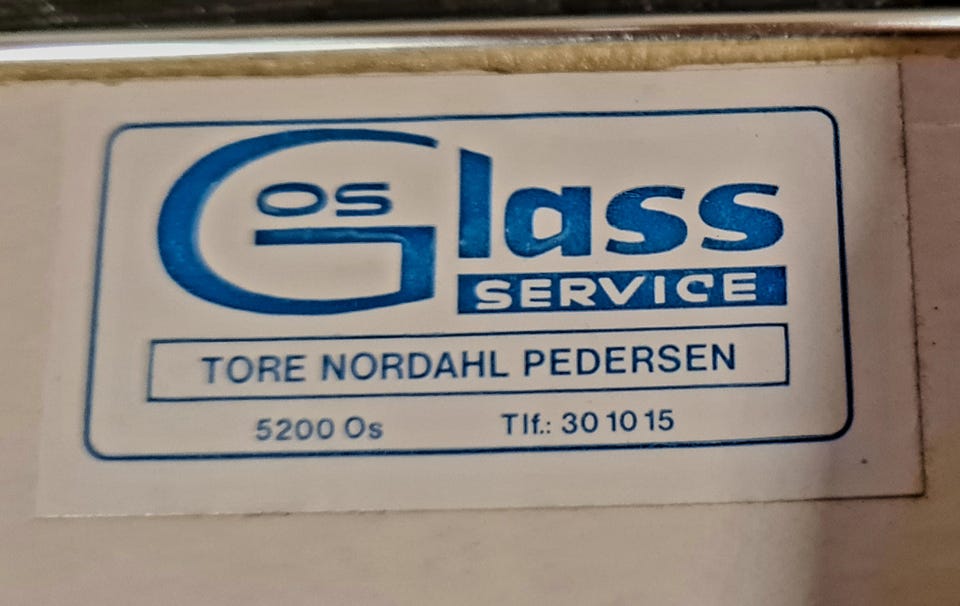 Os Glass
SERVICE
TORE NORDAHL PEDERSEN
5200 Os Tlf.: 30 10 15